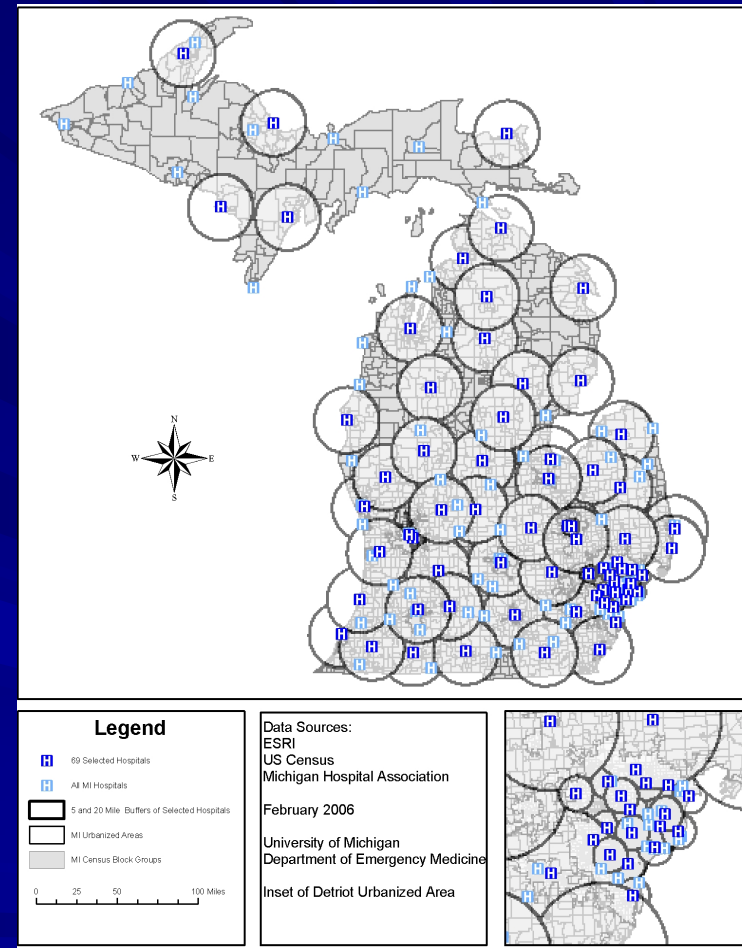 N
W E
S
Legend
H 69 Selected Hospitals
H All MI Hospitals
5 and 20 Mile Buffers of Selected Hospitals
MI Urbanized Areas
MI Census Block Groups
0 25 50 100 Miles
Data Sources:
ESRI
US Census
Michigan Hospital Association
February 2006
University of Michigan
Department of Emergency Medicine
Inset of Detriot Urbanized Area